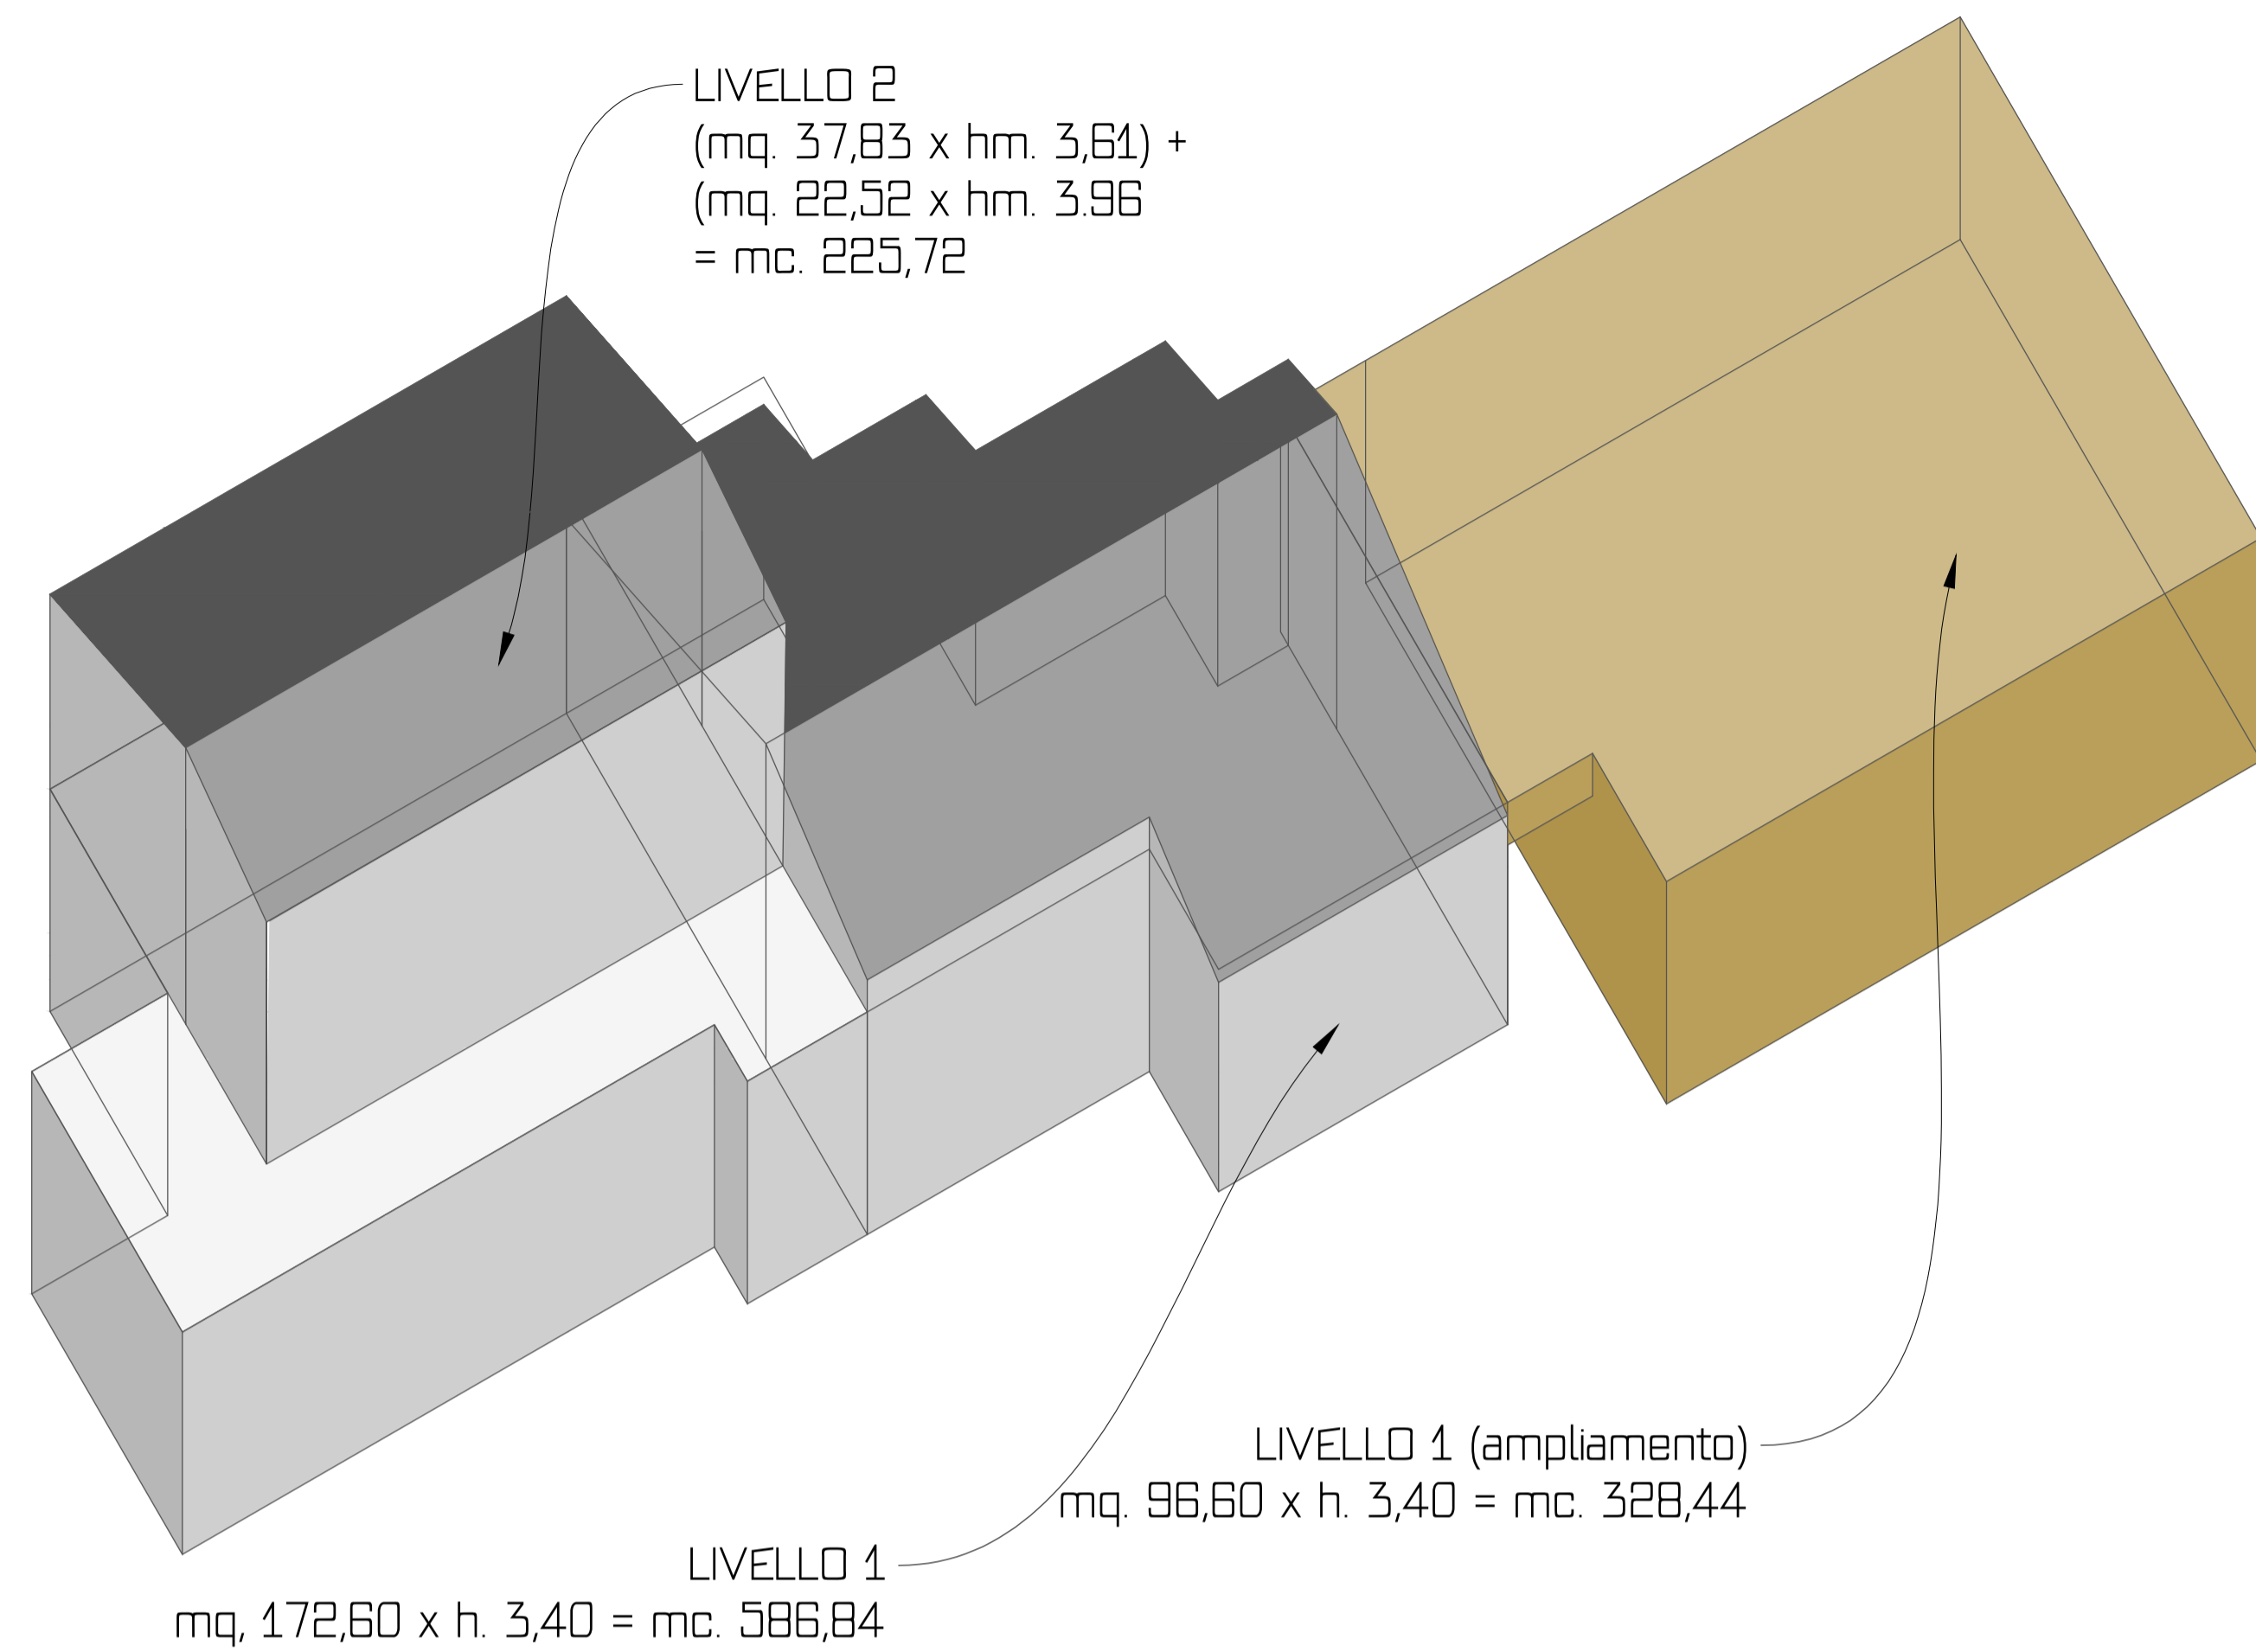 LIVELLO 2
(mq. 37,83 x hm. 3,61) +
(mq. 22,52 x hm. 3.96
= mc. 225,72
LIVELLO 1 (ampliamento)
mq. 96,60 x h. 3,40 = mc. 328,44
LIVELLO 1
mq, 172,60 x h. 3,40 = mc. 586,84